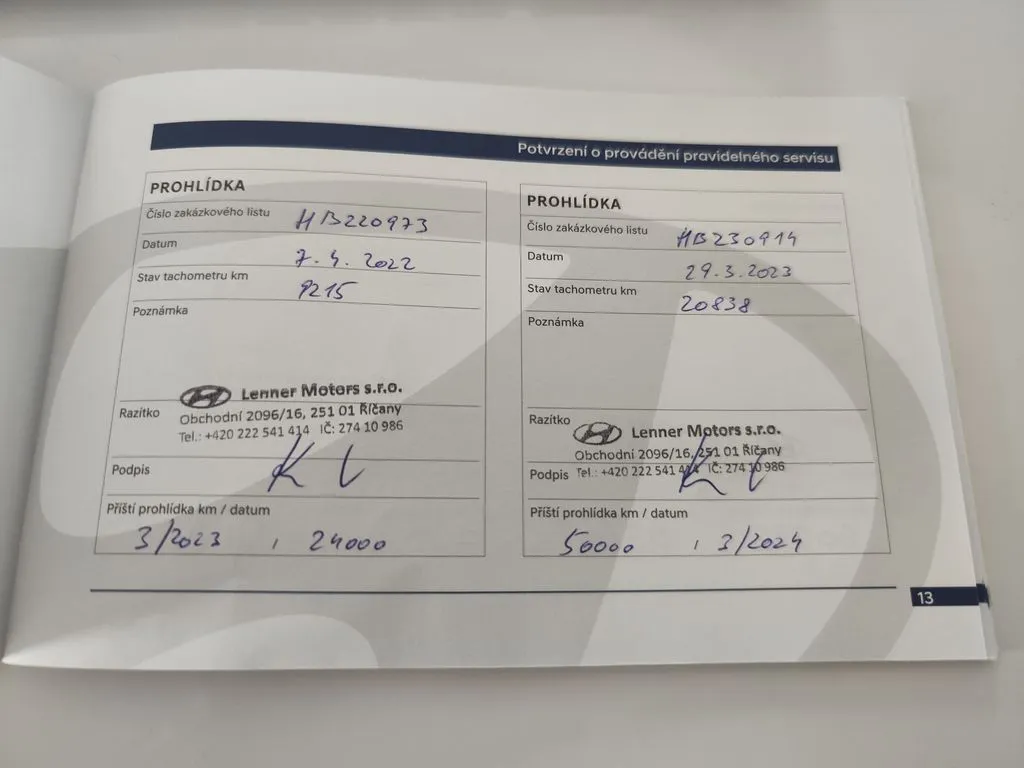 Potvrzení o provádění pravidelného servisu
PROHLÍDKA
Číslo zakázkového listu HB220973
Datum 7.4.2022
Stav tachometru km 9215
Poznámka
Razítko
Lenner Motors s.r.o.
Obchodní 2096/16, 251 01 Říčany
Tel.: +420 222 541 414 IČ: 274 10 986
Podpis
Příští prohlídka km / datum
3/2023 / 24000
PROHLÍDKA
Číslo zakázkového listu HB230914
Datum 29.3.2023
Stav tachometru km 20838
Poznámka
Razítko
Lenner Motors s.r.o.
Obchodní 2096/16, 251 01 Říčany
Podpis Tel.: +420 222 541 414 IČ: 274 10 986
Příští prohlídka km / datum
50000 / 3/2024
13